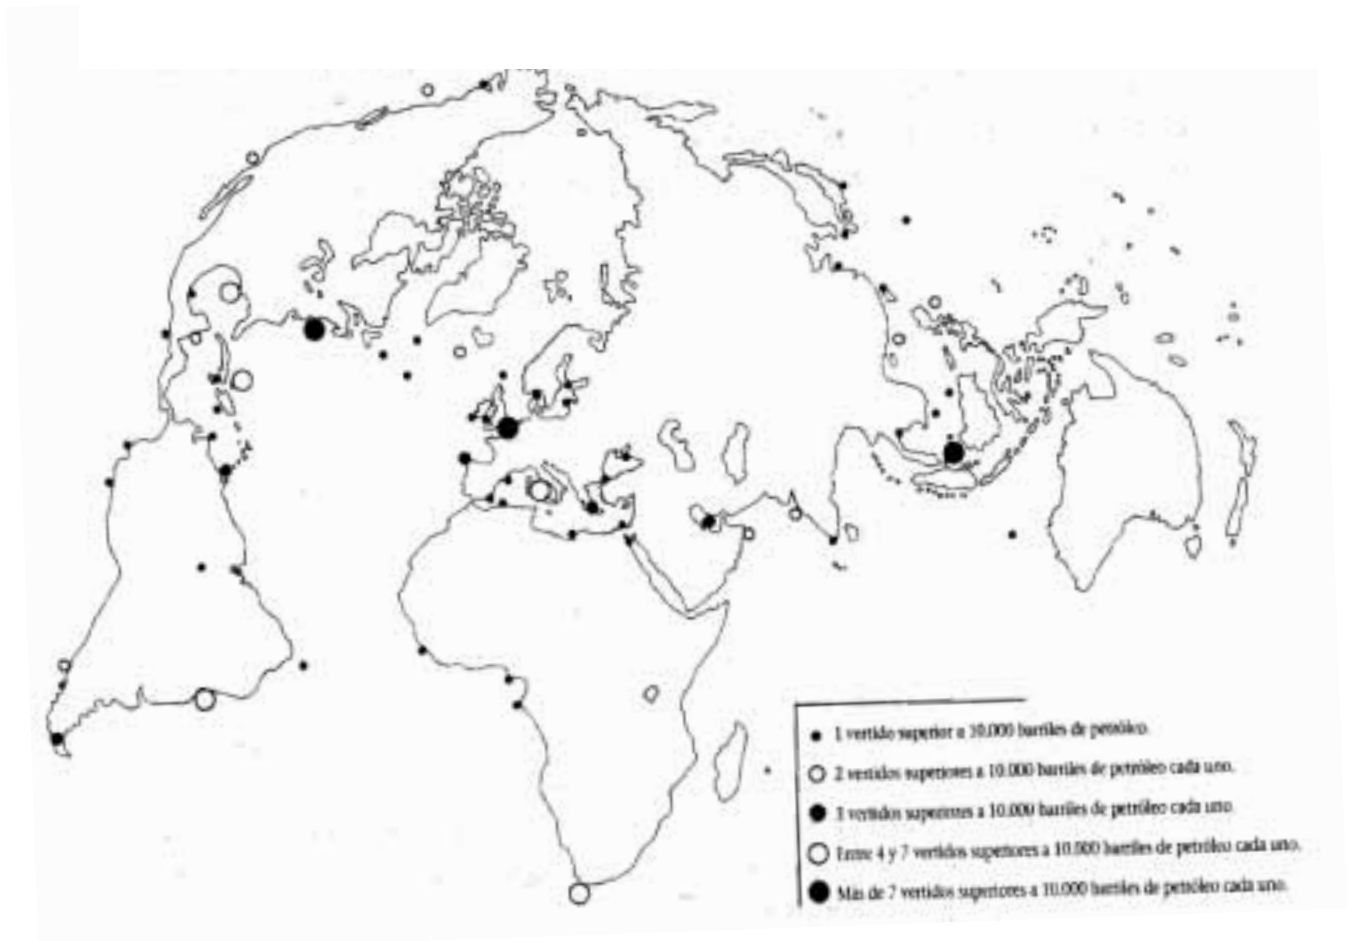 1 vertido superior a 10.000 barriles de petróleo.
2 vertidos superiores a 10.000 barriles de petróleo cada uno.
3 vertidos superiores a 10.000 barriles de petróleo cada uno.
Entre 4 y 7 vertidos superiores a 10.000 barriles de petróleo cada uno.
Más de 7 vertidos superiores a 10.000 barriles de petróleo cada uno.